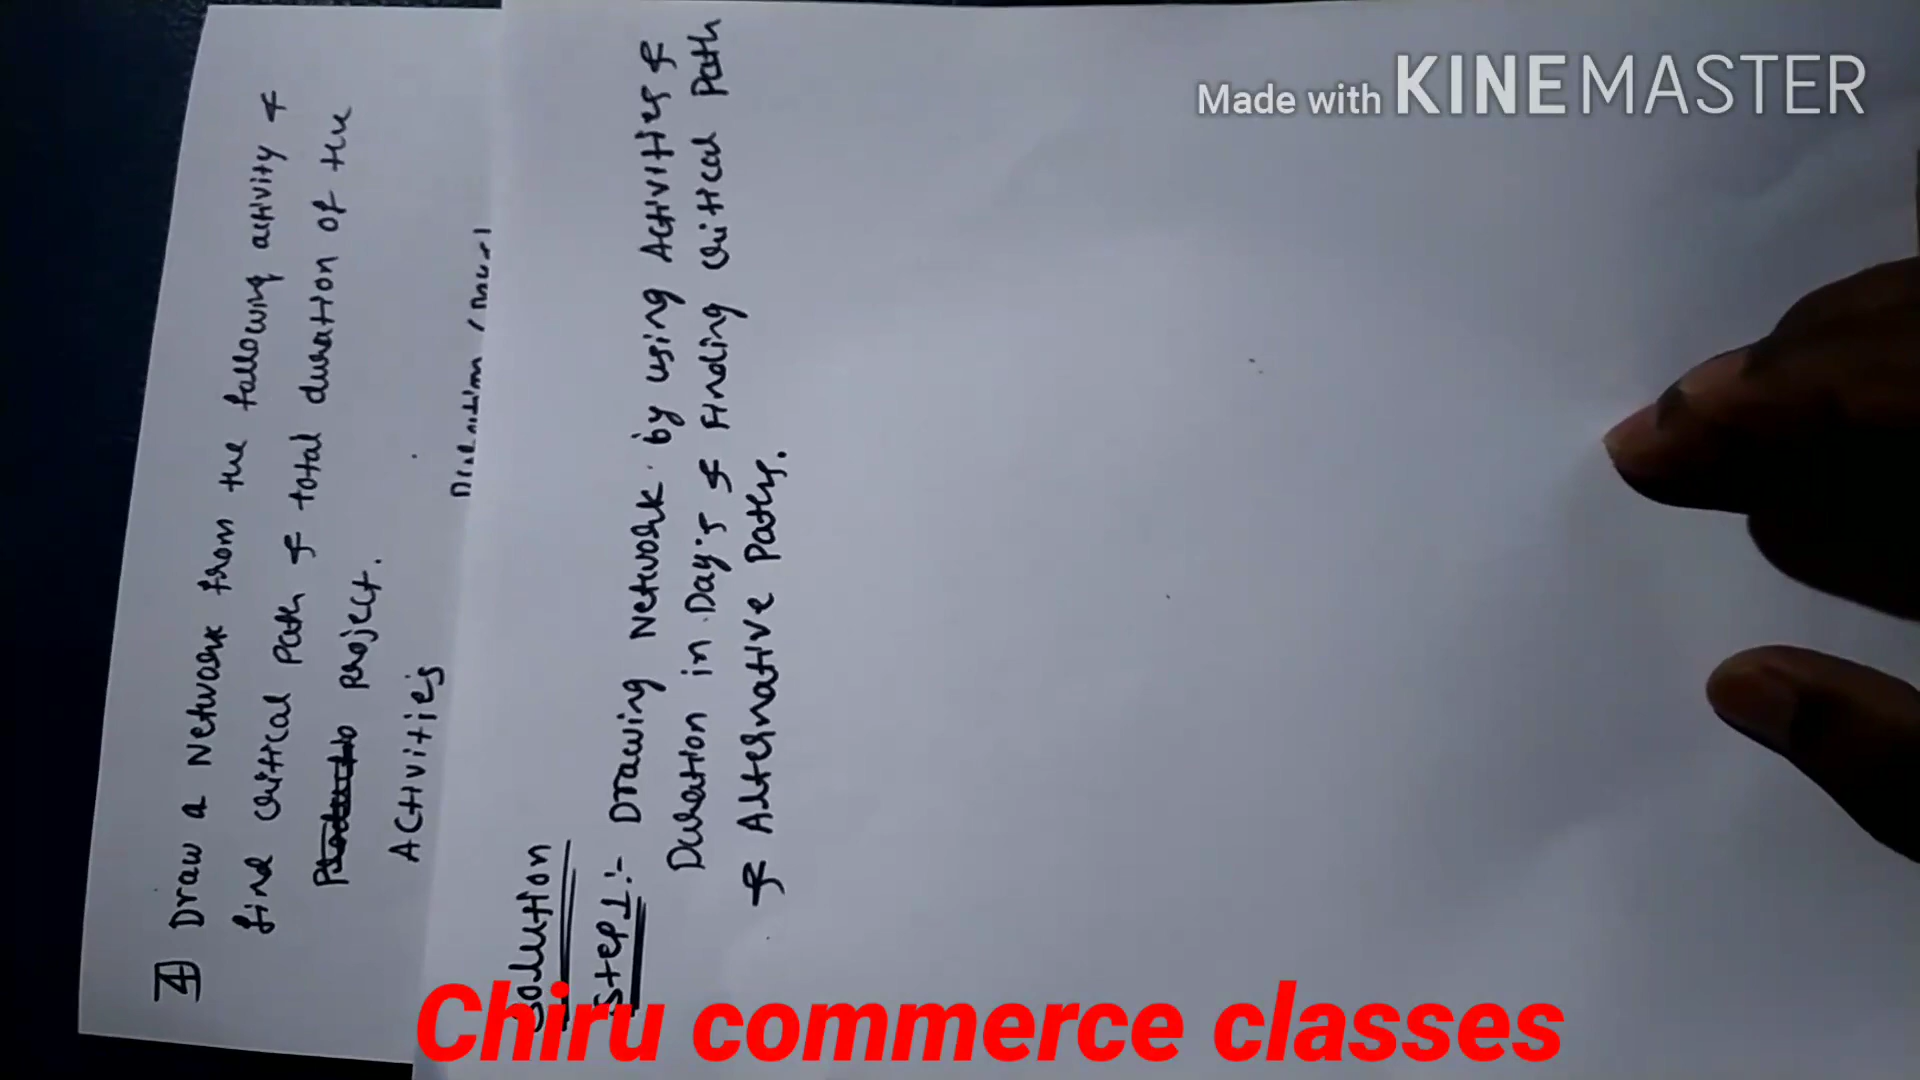 4 Draw a Network from the following activity &
find critical path & total duration of the
project.
Activities
Solution
Step 1:- Drawing Network by using Activities &
Duration in Day's & Finding critical path
& Alternative Paths.
Made with KINEMASTER
Chiru commerce classes